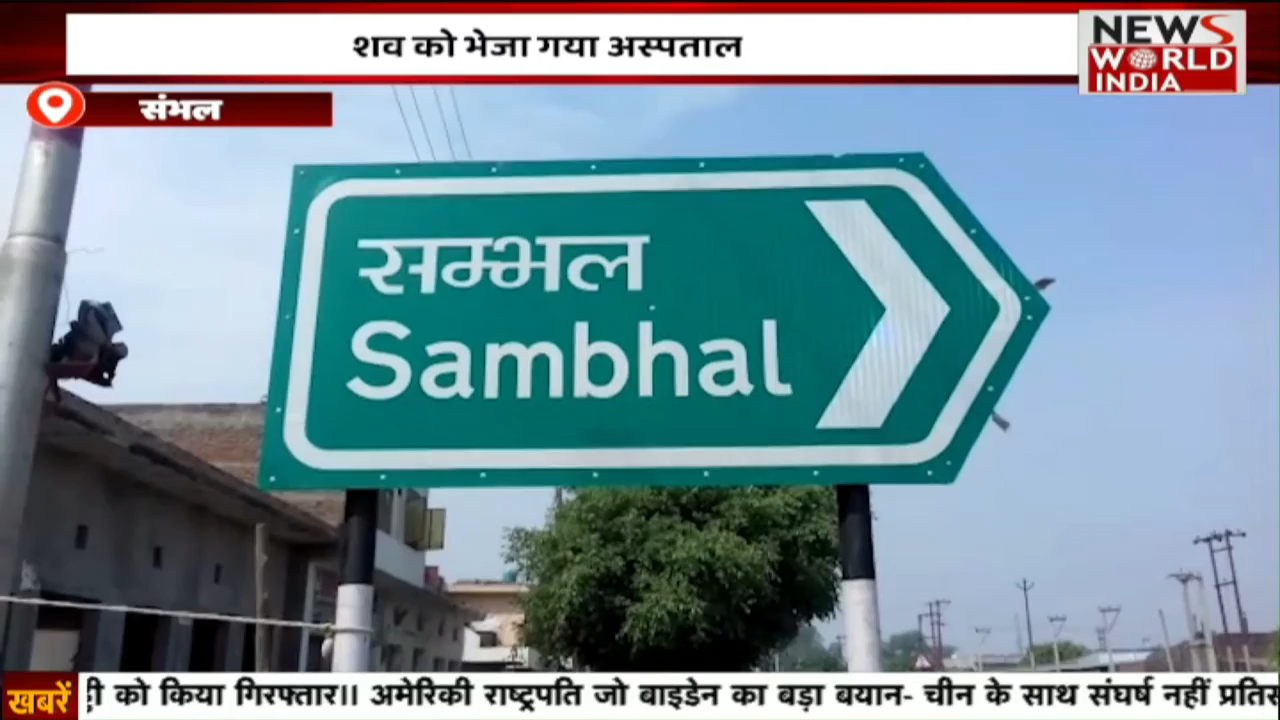 शव को भेजा गया अस्पताल
NEWS
WORLD
INDIA
संभल
सम्भल
Sambhal
खबरें
को किया गिरफ्तार।। अमेरिकी राष्ट्रपति जो बाइडेन का बड़ा बयान- चीन के साथ संघर्ष नहीं